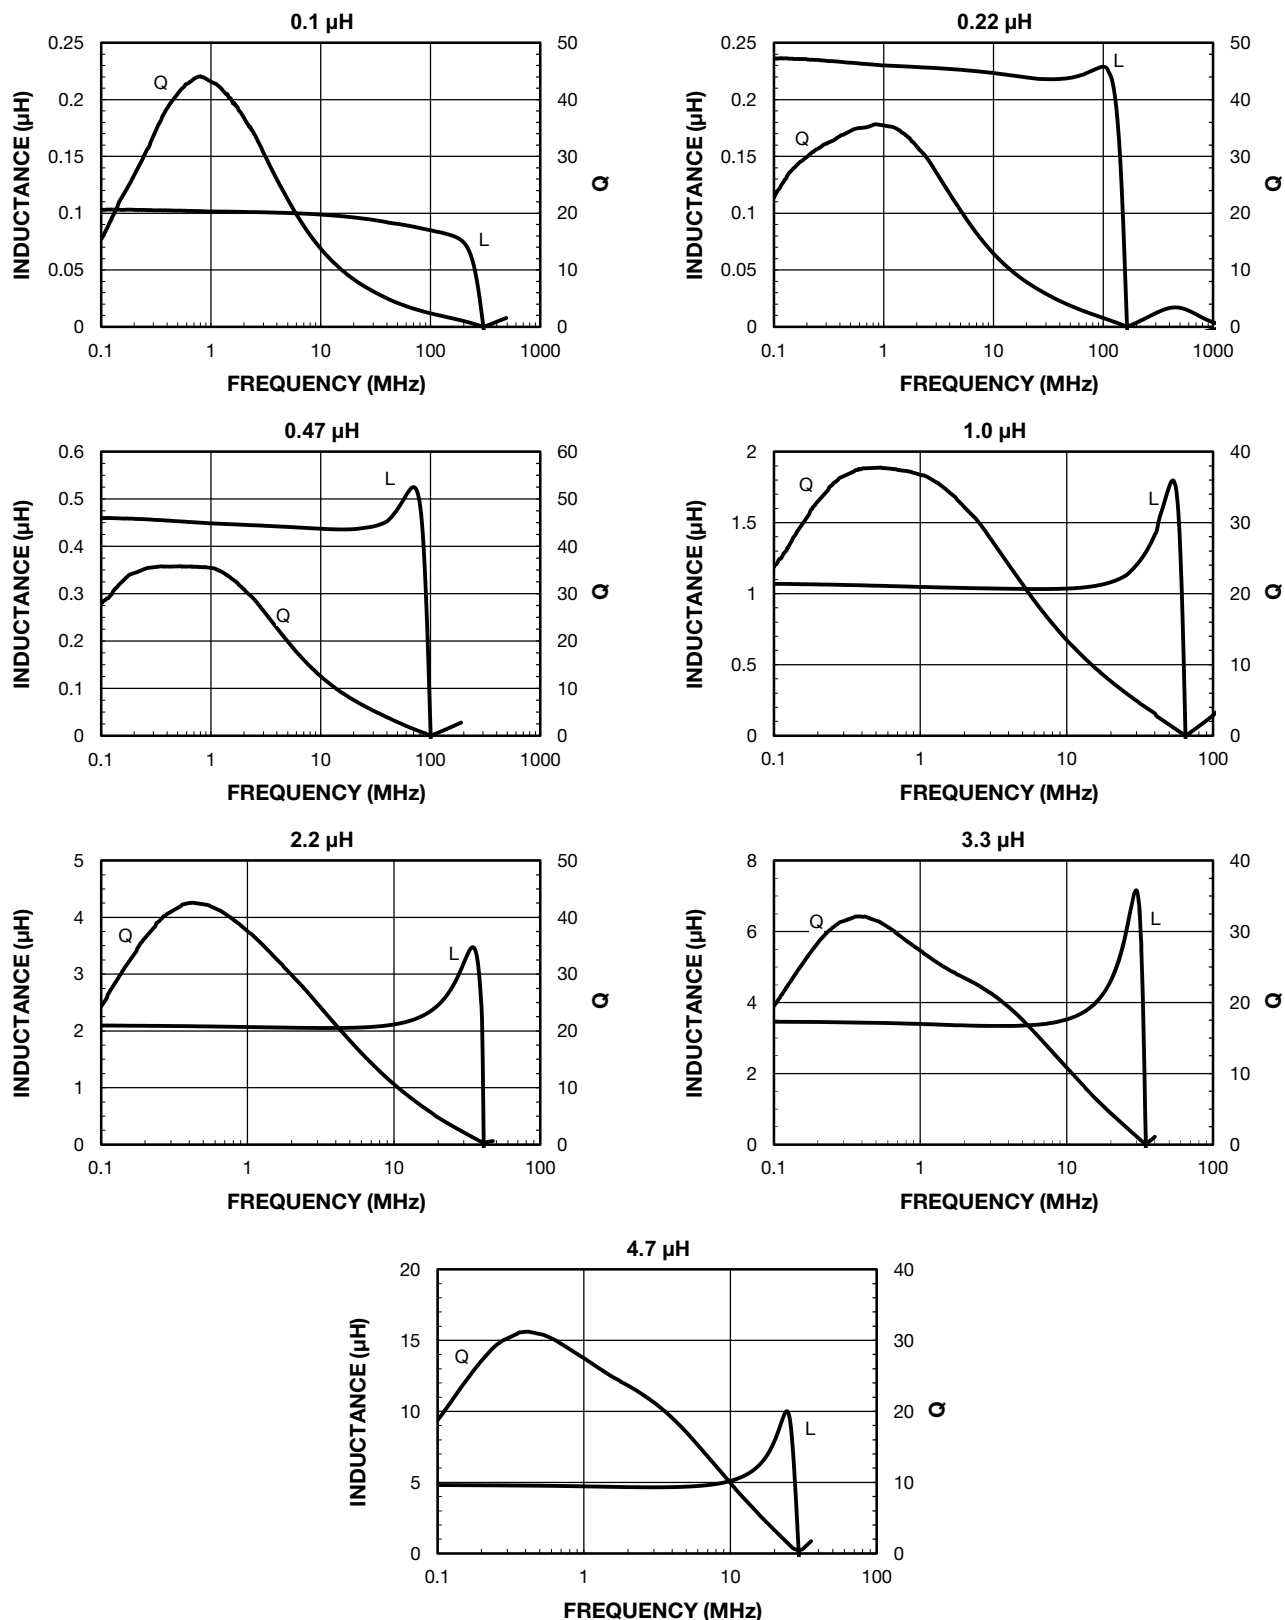 0.1 µH
0.25
0.2
0.15
0.1
0.05
0
50
40
30
20
10
0
Q
L
0.1 1 10 100 1000
INDUCTANCE (µH)
Q
FREQUENCY (MHz)
0.22 µH
0.25
0.2
0.15
0.1
0.05
0
50
40
30
20
10
0
L
Q
0.1 1 10 100 1000
INDUCTANCE (µH)
Q
FREQUENCY (MHz)
0.47 µH
0.6
0.5
0.4
0.3
0.2
0.1
0
60
50
40
30
20
10
0
L
Q
0.1 1 10 100 1000
INDUCTANCE (µH)
Q
FREQUENCY (MHz)
1.0 µH
2
1.5
1
0.5
0
40
30
20
10
0
Q
L
0.1 1 10 100
INDUCTANCE (µH)
Q
FREQUENCY (MHz)
2.2 µH
5
4
3
2
1
0
50
40
30
20
10
0
Q
L
0.1 1 10 100
INDUCTANCE (µH)
Q
FREQUENCY (MHz)
3.3 µH
8
6
4
2
0
40
30
20
10
0
Q
L
0.1 1 10 100
INDUCTANCE (µH)
Q
FREQUENCY (MHz)
4.7 µH
20
15
10
5
0
40
30
20
10
0
Q
L
0.1 1 10 100
INDUCTANCE (µH)
Q
FREQUENCY (MHz)